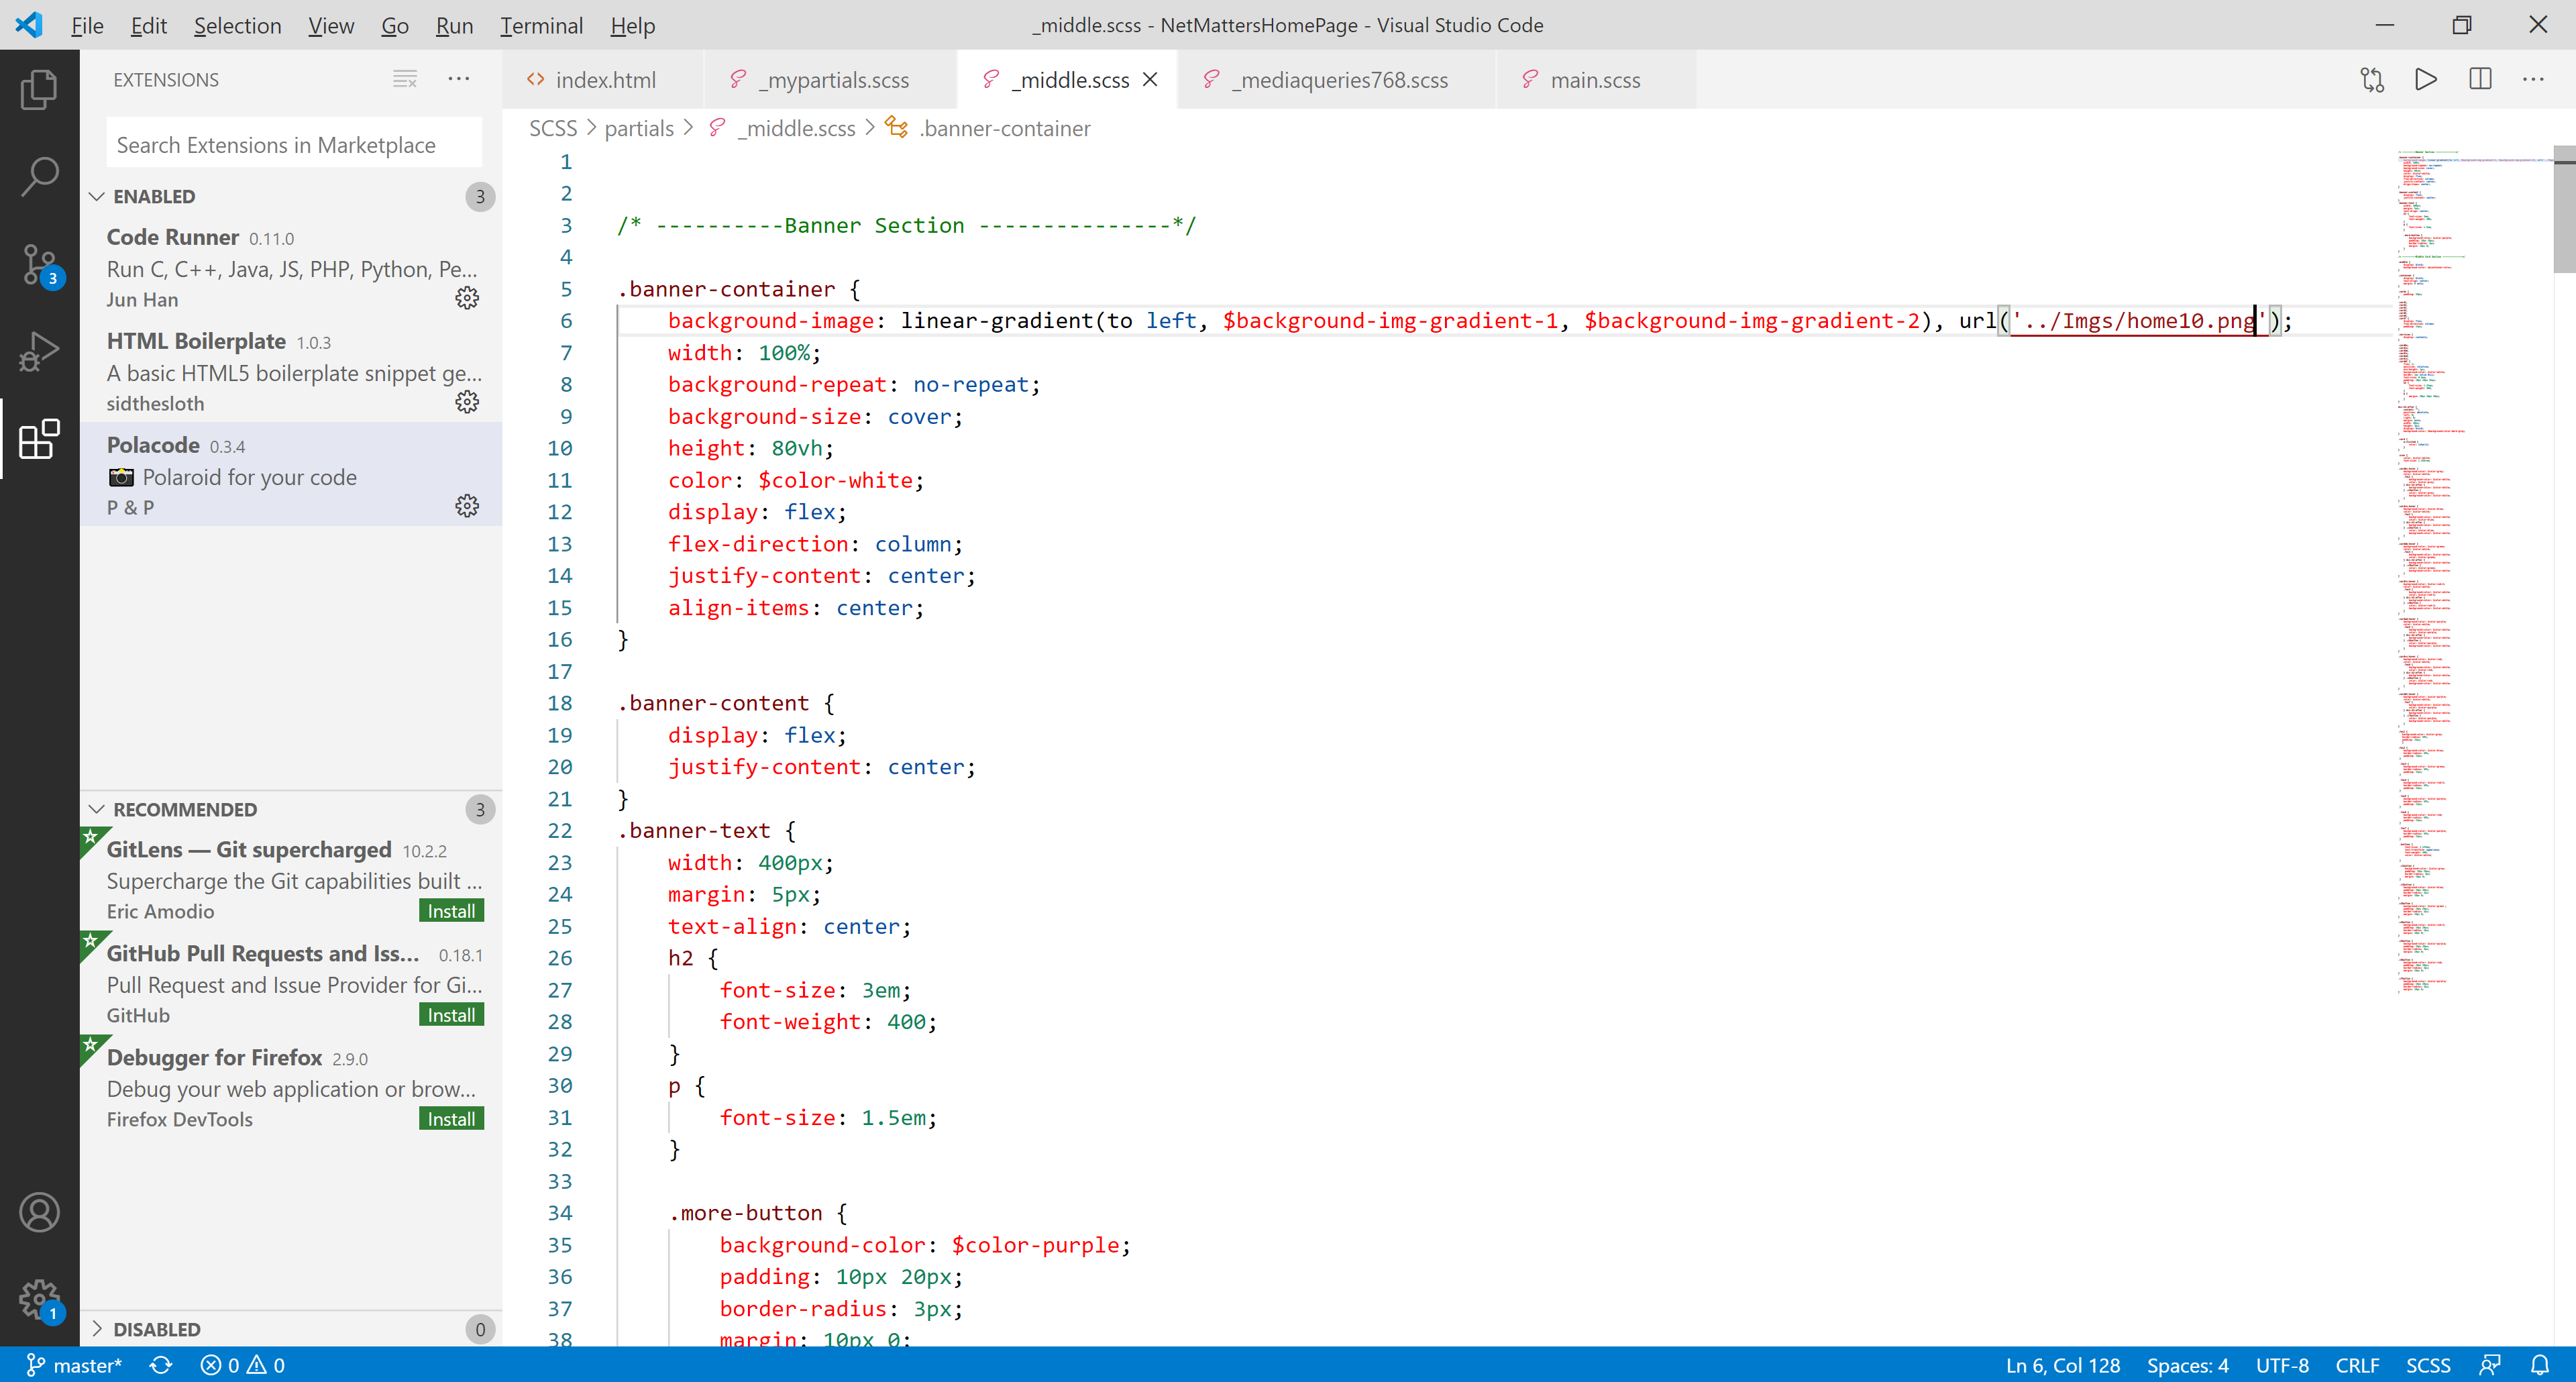 File Edit Selection View Go Run Terminal Help
_middle.scss - NetMattersHomePage - Visual Studio Code
EXTENSIONS
Search Extensions in Marketplace
ENABLED 3
Code Runner 0.11.0
Run C, C++, Java, JS, PHP, Python, Pe...
Jun Han
HTML Boilerplate 1.0.3
A basic HTML5 boilerplate snippet ge...
sidthesloth
Polacode 0.3.4
Polaroid for your code
P & P
RECOMMENDED 3
GitLens — Git supercharged 10.2.2
Supercharge the Git capabilities built ...
Eric Amodio Install
GitHub Pull Requests and Iss... 0.18.1
Pull Request and Issue Provider for Gi...
GitHub Install
Debugger for Firefox 2.9.0
Debug your web application or brow...
Firefox DevTools Install
DISABLED 0
3
1
index.html _mypartials.scss _middle.scss _mediaqueries768.scss main.scss
SCSS > partials > _middle.scss > .banner-container
1
2
3 /* ----------Banner Section ---------------*/
4
5 .banner-container {
6 background-image: linear-gradient(to left, $background-img-gradient-1, $background-img-gradient-2), url('../Imgs/home10.png');
7 width: 100%;
8 background-repeat: no-repeat;
9 background-size: cover;
10 height: 80vh;
11 color: $color-white;
12 display: flex;
13 flex-direction: column;
14 justify-content: center;
15 align-items: center;
16 }
17
18 .banner-content {
19 display: flex;
20 justify-content: center;
21 }
22 .banner-text {
23 width: 400px;
24 margin: 5px;
25 text-align: center;
26 h2 {
27 font-size: 3em;
28 font-weight: 400;
29 }
30 p {
31 font-size: 1.5em;
32 }
33
34 .more-button {
35 background-color: $color-purple;
36 padding: 10px 20px;
37 border-radius: 3px;
38 margin: 10px 0;
master* 0 0 Ln 6, Col 128 Spaces: 4 UTF-8 CRLF SCSS